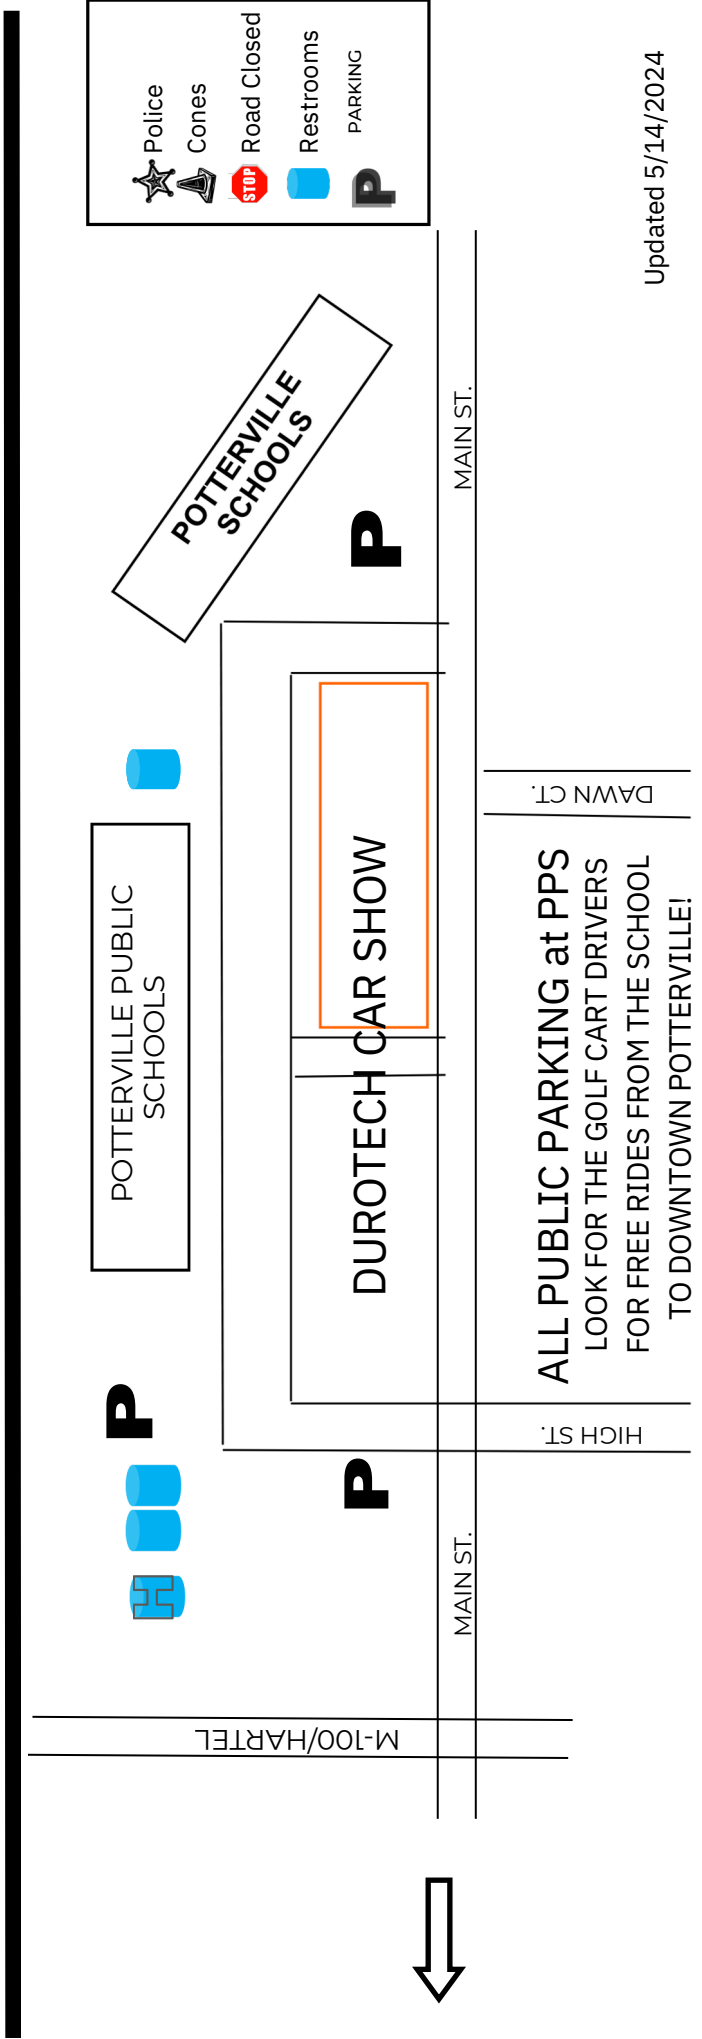 Police
Cones
STOP
Road Closed
Restrooms
P
PARKING
Updated 5/14/2024
POTTERVILLE
SCHOOLS
P
MAIN ST.
DAWN CT.
POTTERVILLE PUBLIC
SCHOOLS
DUROTECH CAR SHOW
ALL PUBLIC PARKING at PPS
LOOK FOR THE GOLF CART DRIVERS
FOR FREE RIDES FROM THE SCHOOL
TO DOWNTOWN POTTERVILLE!
P
P
H
HIGH ST.
MAIN ST.
M-100/HARTEL